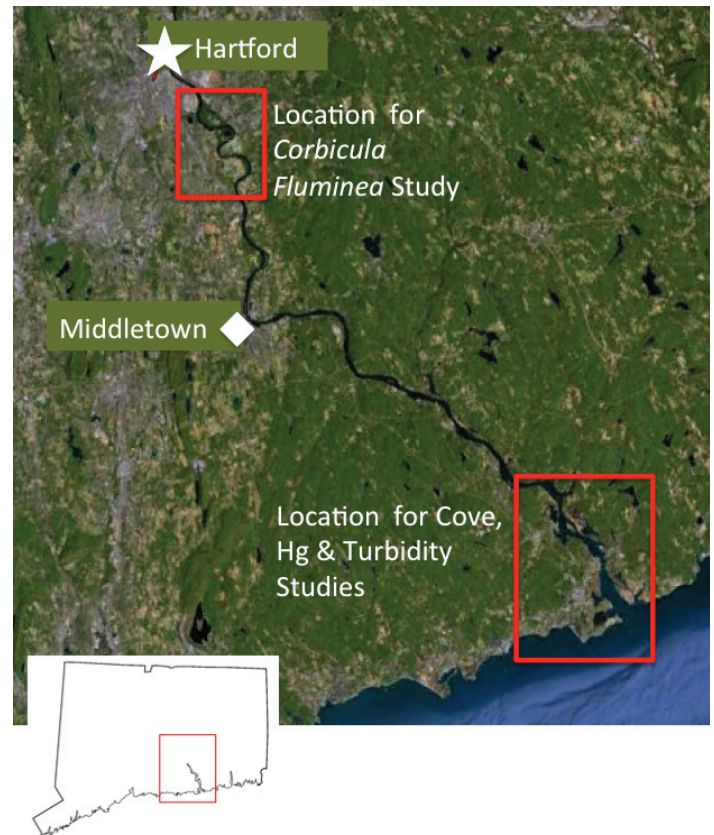 Hartford
Location for
Corbicula
Fluminea Study
Middletown
Location for Cove,
Hg & Turbidity
Studies